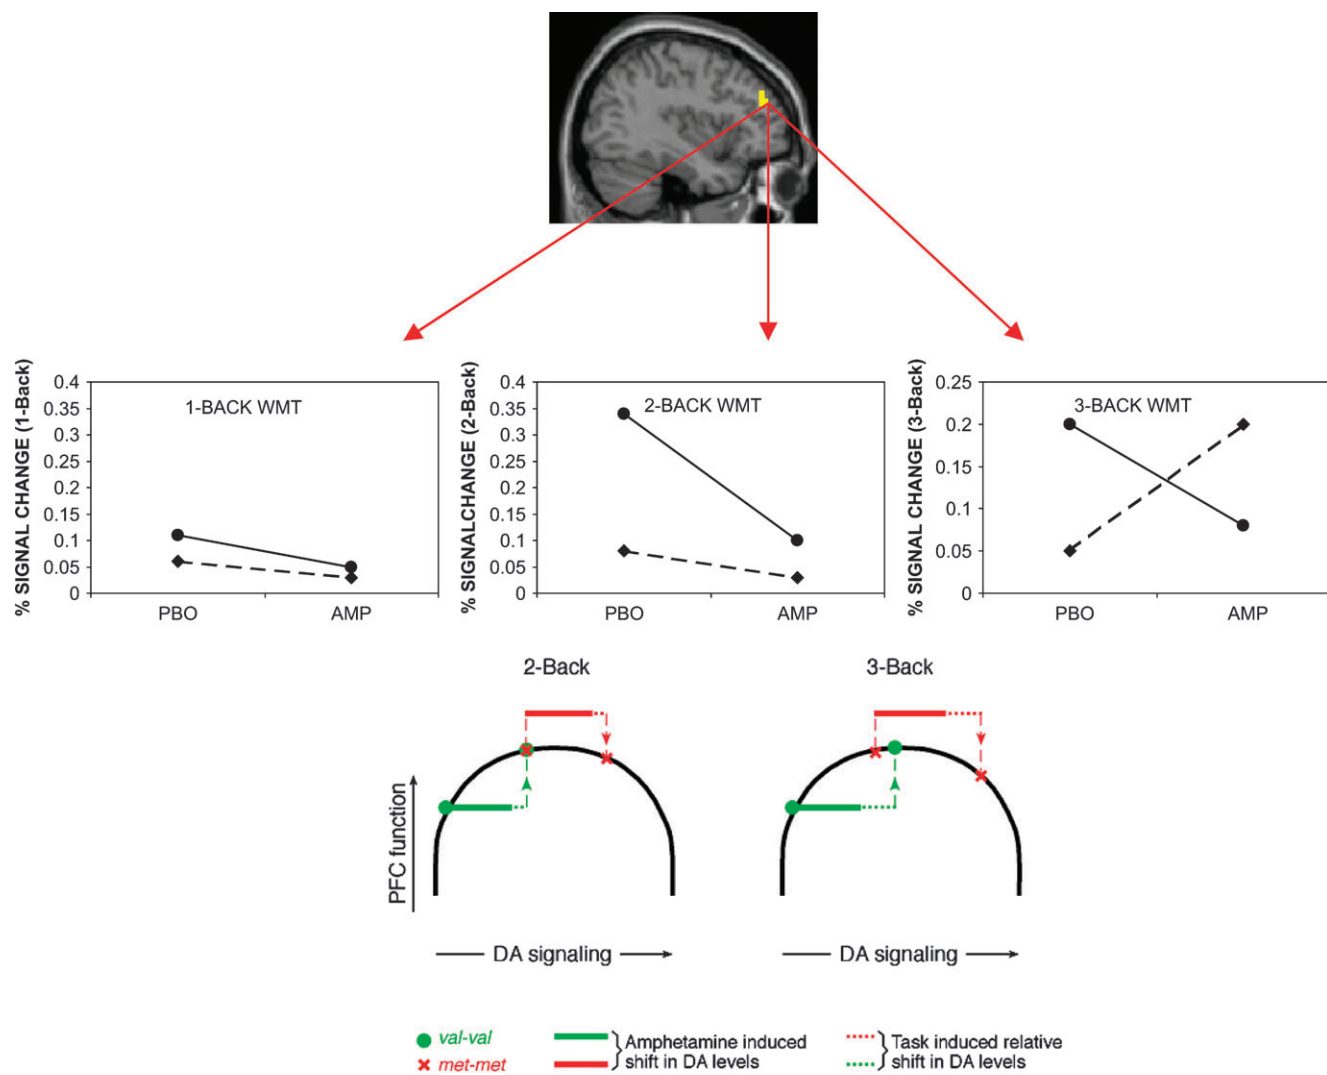 % SIGNAL CHANGE (1-Back)
0.4
0.35
0.3
0.25
0.2
0.15
0.1
0.05
0
1-BACK WMT
PBO AMP
% SIGNALCHANGE (2-Back)
0.4
0.35
0.3
0.25
0.2
0.15
0.1
0.05
0
2-BACK WMT
PBO AMP
% SIGNAL CHANGE (3-Back)
0.25
0.2
0.15
0.1
0.05
0
3-BACK WMT
PBO AMP
2-Back
3-Back
PFC function
DA signaling
DA signaling
val-val
met-met
Amphetamine induced
shift in DA levels
Task induced relative
shift in DA levels